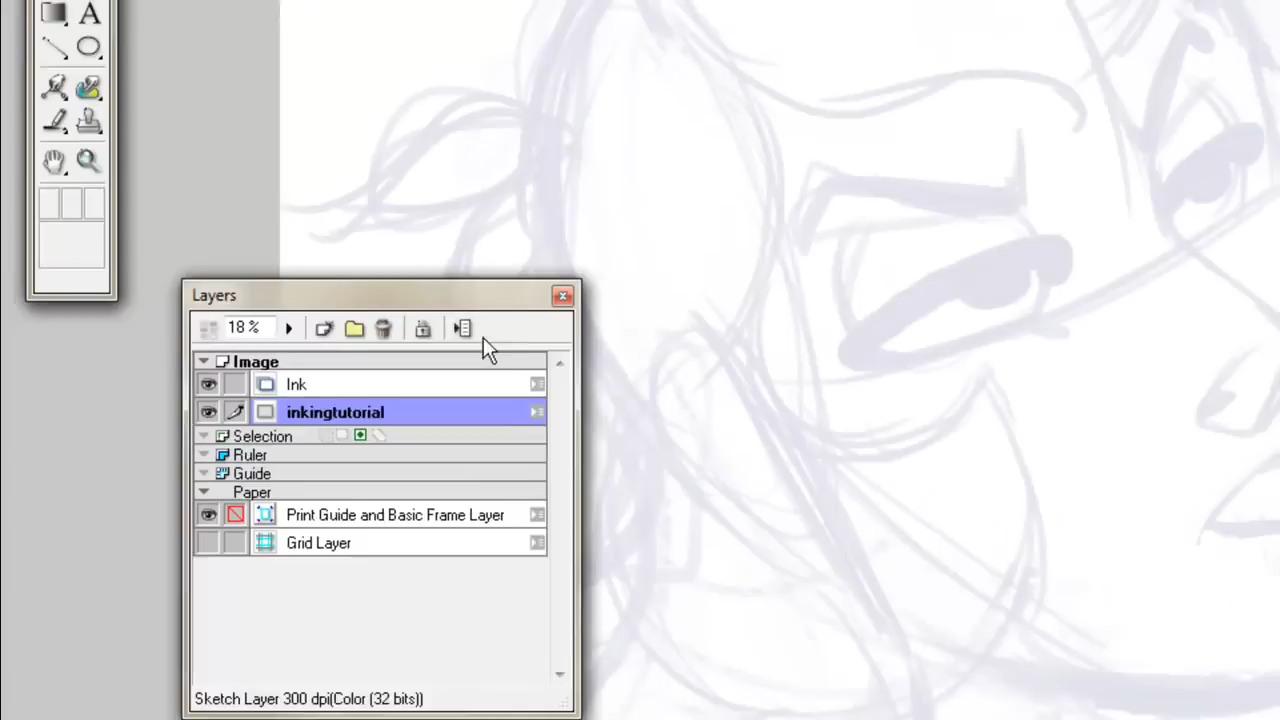 A
Layers
18 %
Image
Ink
inkingtutorial
Selection
Ruler
Guide
Paper
Print Guide and Basic Frame Layer
Grid Layer
Sketch Layer 300 dpi(Color (32 bits))